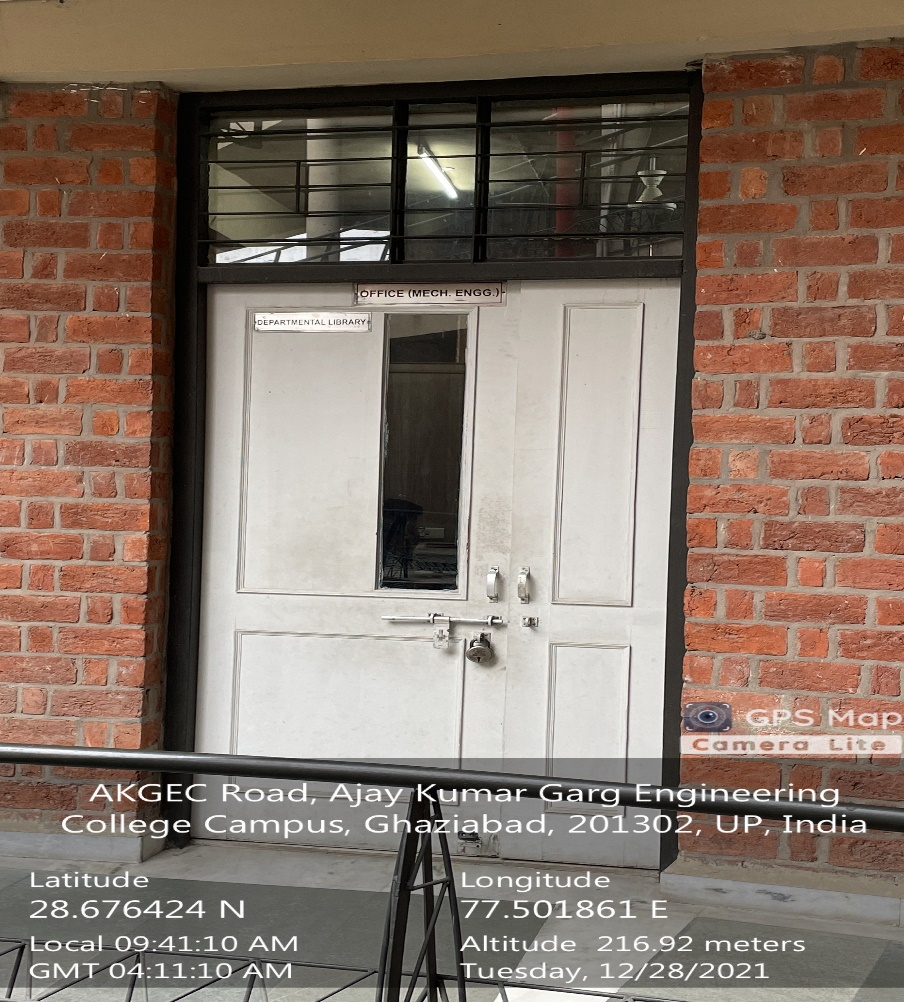 OFFICE (MECH. ENGG.)
DEPARTMENTAL LIBRARY
GPS Map
Camera Lite
AKGEC Road, Ajay Kumar Garg Engineering
College Campus, Ghaziabad, 201302, UP, India
Latitude
28.676424 N
Longitude
77.501861 E
Local 09:41:10 AM
GMT 04:11:10 AM
Altitude 216.92 meters
Tuesday, 12/28/2021